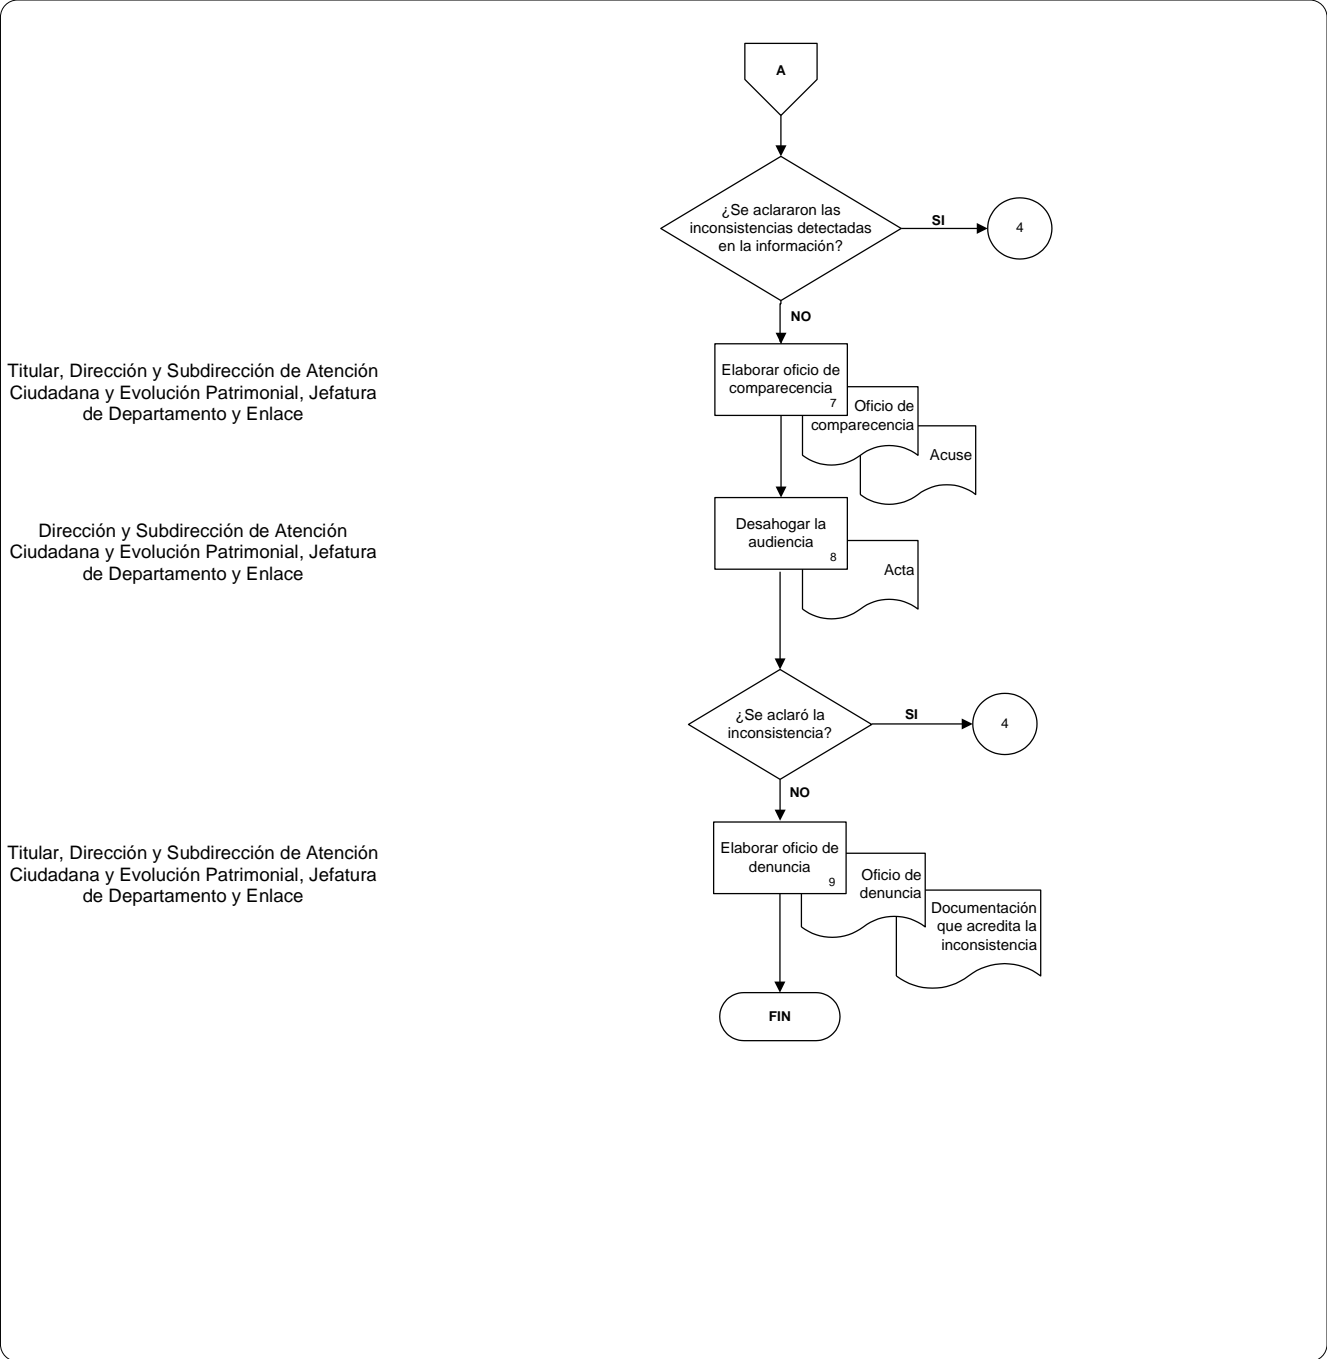 A
¿Se aclararon las
inconsistencias detectadas
en la información?
SI
4
NO
Titular, Dirección y Subdirección de Atención
Ciudadana y Evolución Patrimonial, Jefatura
de Departamento y Enlace
Elaborar oficio de
comparecencia
7
Oficio de
comparecencia
Acuse
Dirección y Subdirección de Atención
Ciudadana y Evolución Patrimonial, Jefatura
de Departamento y Enlace
Desahogar la
audiencia
8
Acta
¿Se aclaró la
inconsistencia?
SI
4
NO
Titular, Dirección y Subdirección de Atención
Ciudadana y Evolución Patrimonial, Jefatura
de Departamento y Enlace
Elaborar oficio de
denuncia
9
Oficio de
denuncia
Documentación
que acredita la
inconsistencia
FIN